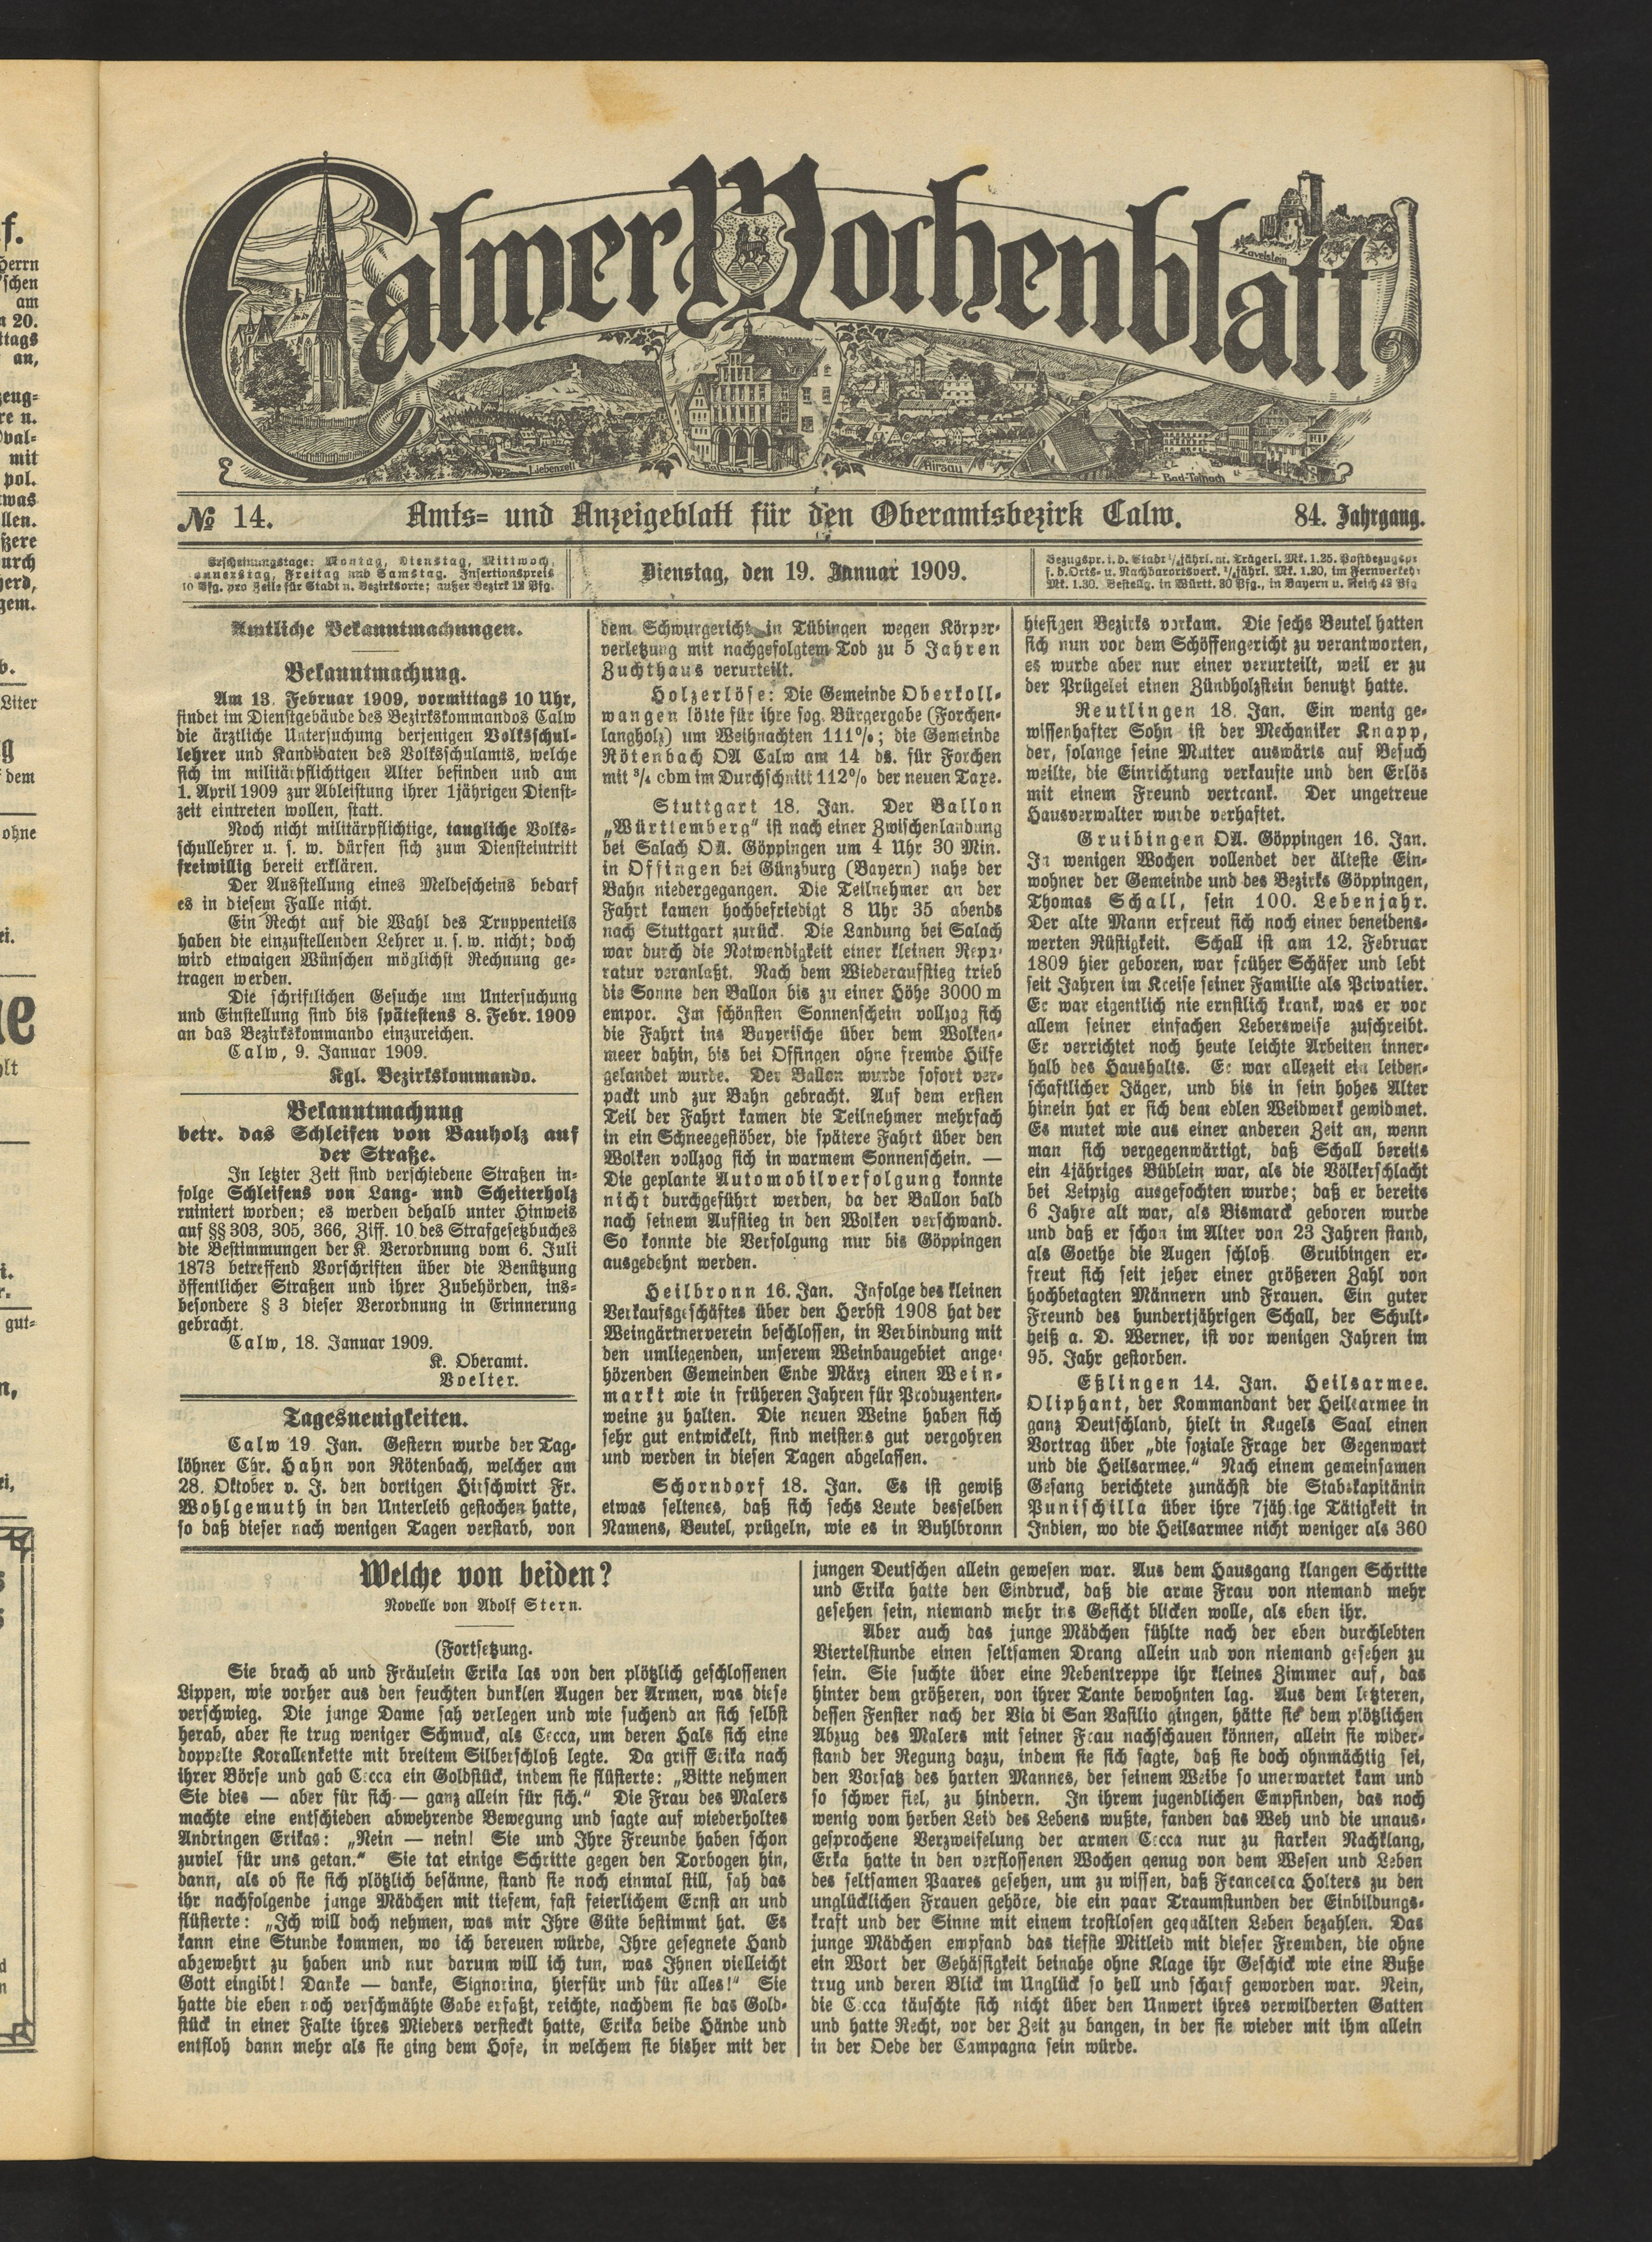 Calwer Wochenblatt
Zavelstein
Liebenzell
Rathaus
Hirsau
Bad-Teinach
№ 14.
Amts- und Anzeigeblatt für den Oberamtsbezirk Calw.
84. Jahrgang.
Erscheinungstage: Montag, Dienstag, Mittwoch,
Donnerstag, Freitag und Samstag. Insertionspreis
10 Pfg. pro Zeile für Stadt u. Bezirksorte; außer Bezirk 12 Pfg.
Dienstag, den 19. Januar 1909.
Bezugspr. i. d. Stadt ¼jährl. m. Trägerl. Mk. 1.25. Postbezugspr
f. d. Orts- u. Nachbarortsverk. ¼jährl. Mk. 1.20, im Fernverkehr
Mk. 1.30. Bestellg. in Württ. 30 Pfg., in Bayern u. Reich 42 Pfg
Amtliche Bekanntmachungen.
Bekanntmachung.
Am 13. Februar 1909, vormittags 10 Uhr,
findet im Dienstgebäude des Bezirkskommandos Calw
die ärztliche Untersuchung derjenigen Volksschul-
lehrer und Kandidaten des Volksschulamts, welche
sich im militärpflichtigen Alter befinden und am
1. April 1909 zur Ableistung ihrer 1jährigen Dienst-
zeit eintreten wollen, statt.
Noch nicht militärpflichtige, taugliche Volks-
schullehrer u. s. w. dürfen sich zum Diensteintritt
freiwillig bereit erklären.
Der Ausstellung eines Meldescheins bedarf
es in diesem Falle nicht.
Ein Recht auf die Wahl des Truppenteils
haben die einzustellenden Lehrer u. s. w. nicht; doch
wird etwaigen Wünschen möglichst Rechnung ge-
tragen werden.
Die schriftlichen Gesuche um Untersuchung
und Einstellung sind bis spätestens 8. Febr. 1909
an das Bezirkskommando einzureichen.
Calw, 9. Januar 1909.
Kgl. Bezirkskommando.
Bekanntmachung
betr. das Schleifen von Bauholz auf
der Straße.
In letzter Zeit sind verschiedene Straßen in-
folge Schleifens von Lang- und Scheiterholz
ruiniert worden; es werden dehalb unter Hinweis
auf §§ 303, 305, 366, Ziff. 10 des Strafgesetzbuches
die Bestimmungen der K. Verordnung vom 6. Juli
1873 betreffend Vorschriften über die Benützung
öffentlicher Straßen und ihrer Zubehörden, ins-
besondere § 3 dieser Verordnung in Erinnerung
gebracht.
Calw, 18. Januar 1909.
K. Oberamt.
Voelter.
Tagesneuigkeiten.
Calw 19. Jan. Gestern wurde der Tag-
löhner Chr. Hahn von Rötenbach, welcher am
28. Oktober v. J. den dortigen Hirschwirt Fr.
Wohlgemuth in den Unterleib gestochen hatte,
so daß dieser nach wenigen Tagen verstarb, von
dem Schwurgericht in Tübingen wegen Körper-
verletzung mit nachgefolgtem Tod zu 5 Jahren
Zuchthaus verurteilt.
Holzerlöse: Die Gemeinde Oberkoll-
wangen löste für ihre sog. Bürgergabe (Forchen-
langholz) um Weihnachten 111%; die Gemeinde
Rötenbach OA Calw am 14 ds. für Forchen
mit ¾ cbm im Durchschnitt 112% der neuen Taxe.
Stuttgart 18. Jan. Der Ballon
„Württemberg“ ist nach einer Zwischenlandung
bei Salach OA. Göppingen um 4 Uhr 30 Min.
in Offingen bei Günzburg (Bayern) nahe der
Bahn niedergegangen. Die Teilnehmer an der
Fahrt kamen hochbefriedigt 8 Uhr 35 abends
nach Stuttgart zurück. Die Landung bei Salach
war durch die Notwendigkeit einer kleinen Repa-
ratur veranlaßt. Nach dem Wiederaufstieg trieb
die Sonne den Ballon bis zu einer Höhe 3000 m
empor. Im schönsten Sonnenschein vollzog sich
die Fahrt ins Bayerische über dem Wolken-
meer dahin, bis bei Offingen ohne fremde Hilfe
gelandet wurde. Der Ballon wurde sofort ver-
packt und zur Bahn gebracht. Auf dem ersten
Teil der Fahrt kamen die Teilnehmer mehrfach
in ein Schneegestöber, die spätere Fahrt über den
Wolken vollzog sich in warmem Sonnenschein. —
Die geplante Automobilverfolgung konnte
nicht durchgeführt werden, da der Ballon bald
nach seinem Aufstieg in den Wolken verschwand.
So konnte die Verfolgung nur bis Göppingen
ausgedehnt werden.
Heilbronn 16. Jan. Infolge des kleinen
Verkaufsgeschäftes über den Herbst 1908 hat der
Weingärtnerverein beschlossen, in Verbindung mit
den umliegenden, unserem Weinbaugebiet ange-
hörenden Gemeinden Ende März einen Wein-
markt wie in früheren Jahren für Produzenten-
weine zu halten. Die neuen Weine haben sich
sehr gut entwickelt, sind meistens gut vergohren
und werden in diesen Tagen abgelassen.
Schorndorf 18. Jan. Es ist gewiß
etwas seltenes, daß sich sechs Leute desselben
Namens, Beutel, prügeln, wie es in Buhlbronn
hiesigen Bezirks vorkam. Die sechs Beutel hatten
sich nun vor dem Schöffengericht zu verantworten,
es wurde aber nur einer verurteilt, weil er zu
der Prügelei einen Zündholzstein benutzt hatte.
Reutlingen 18. Jan. Ein wenig ge-
wissenhafter Sohn ist der Mechaniker Knapp,
der, solange seine Mutter auswärts auf Besuch
weilte, die Einrichtung verkaufte und den Erlös
mit einem Freund vertrank. Der ungetreue
Hausverwalter wurde verhaftet.
Gruibingen OA. Göppingen 16. Jan.
In wenigen Wochen vollendet der älteste Ein-
wohner der Gemeinde und des Bezirks Göppingen,
Thomas Schall, sein 100. Lebenjahr.
Der alte Mann erfreut sich noch einer beneidens-
werten Rüstigkeit. Schall ist am 12. Februar
1809 hier geboren, war früher Schäfer und lebt
seit Jahren im Kreise seiner Familie als Privatier.
Er war eigentlich nie ernstlich krank, was er vor
allem seiner einfachen Lebensweise zuschreibt.
Er verrichtet noch heute leichte Arbeiten inner-
halb des Haushalts. Er war allezeit ein leiden-
schaftlicher Jäger, und bis in sein hohes Alter
hinein hat er sich dem edlen Weidwerk gewidmet.
Es mutet wie aus einer anderen Zeit an, wenn
man sich vergegenwärtigt, daß Schall bereits
ein 4jähriges Büblein war, als die Völkerschlacht
bei Leipzig ausgefochten wurde; daß er bereits
6 Jahre alt war, als Bismarck geboren wurde
und daß er schon im Alter von 23 Jahren stand,
als Goethe die Augen schloß. Gruibingen er-
freut sich seit jeher einer größeren Zahl von
hochbetagten Männern und Frauen. Ein guter
Freund des hundertjährigen Schall, der Schult-
heiß a. D. Werner, ist vor wenigen Jahren im
95. Jahr gestorben.
Eßlingen 14. Jan. Heilsarmee.
Oliphant, der Kommandant der Heilsarmee in
ganz Deutschland, hielt in Kugels Saal einen
Vortrag über „die soziale Frage der Gegenwart
und die Heilsarmee.“ Nach einem gemeinsamen
Gesang berichtete zunächst die Stabskapitänin
Punischilla über ihre 7jährige Tätigkeit in
Indien, wo die Heilsarmee nicht weniger als 360
Welche von beiden?
Novelle von Adolf Stern.
(Fortsetzung.
Sie brach ab und Fräulein Erika las von den plötzlich geschlossenen
Lippen, wie vorher aus den feuchten dunklen Augen der Armen, was diese
verschwieg. Die junge Dame sah verlegen und wie suchend an sich selbst
herab, aber sie trug weniger Schmuck, als Cecca, um deren Hals sich eine
doppelte Korallenkette mit breitem Silberschloß legte. Da griff Erika nach
ihrer Börse und gab Cecca ein Goldstück, indem sie flüsterte: „Bitte nehmen
Sie dies — aber für sich — ganz allein für sich.“ Die Frau des Malers
machte eine entschieden abwehrende Bewegung und sagte auf wiederholtes
Andringen Erikas: „Nein — nein! Sie und Ihre Freunde haben schon
zuviel für uns getan.“ Sie tat einige Schritte gegen den Torbogen hin,
dann, als ob sie sich plötzlich besänne, stand sie noch einmal still, sah das
ihr nachfolgende junge Mädchen mit tiefem, fast feierlichem Ernst an und
flüsterte: „Ich will doch nehmen, was mir Ihre Güte bestimmt hat. Es
kann eine Stunde kommen, wo ich bereuen würde, Ihre gesegnete Hand
abgewehrt zu haben und nur darum will ich tun, was Ihnen vielleicht
Gott eingibt! Danke — danke, Signorina, hierfür und für alles!“ Sie
hatte die eben noch verschmähte Gabe erfaßt, reichte, nachdem sie das Gold-
stück in einer Falte ihres Mieders versteckt hatte, Erika beide Hände und
entfloh dann mehr als sie ging dem Hofe, in welchem sie bisher mit der
jungen Deutschen allein gewesen war. Aus dem Hausgang klangen Schritte
und Erika hatte den Eindruck, daß die arme Frau von niemand mehr
gesehen sein, niemand mehr ins Gesicht blicken wolle, als eben ihr.
Aber auch das junge Mädchen fühlte nach der eben durchlebten
Viertelstunde einen seltsamen Drang allein und von niemand gesehen zu
sein. Sie suchte über eine Nebentreppe ihr kleines Zimmer auf, das
hinter dem größeren, von ihrer Tante bewohnten lag. Aus dem letzteren,
dessen Fenster nach der Via di San Vasilio gingen, hätte sie dem plötzlichen
Abzug des Malers mit seiner Frau nachschauen können, allein sie wider-
stand der Regung dazu, indem sie sich sagte, daß sie doch ohnmächtig sei,
den Vorsatz des harten Mannes, der seinem Weibe so unerwartet kam und
so schwer fiel, zu hindern. In ihrem jugendlichen Empfinden, das noch
wenig vom herben Leid des Lebens wußte, fanden das Weh und die unaus-
gesprochene Verzweifelung der armen Cecca nur zu starken Nachklang,
Erka hatte in den verflossenen Wochen genug von dem Wesen und Leben
des seltsamen Paares gesehen, um zu wissen, daß Francesca Holters zu den
unglücklichen Frauen gehöre, die ein paar Traumstunden der Einbildungs-
kraft und der Sinne mit einem trostlosen gequälten Leben bezahlen. Das
junge Mädchen empfand das tiefste Mitleid mit dieser Fremden, die ohne
ein Wort der Gehässigkeit beinahe ohne Klage ihr Geschick wie eine Buße
trug und deren Blick im Unglück so hell und scharf geworden war. Nein,
die Cecca täuschte sich nicht über den Unwert ihres verwilderten Gatten
und hatte Recht, vor der Zeit zu bangen, in der sie wieder mit ihm allein
in der Oede der Campagna sein würde.